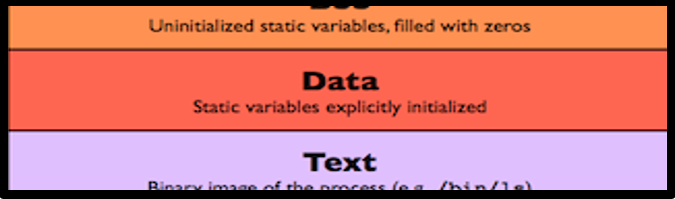 Uninitialized static variables, filled with zeros
Data
Static variables explicitly initialized
Text
Binary image of the process (e.g. /bin/ls)